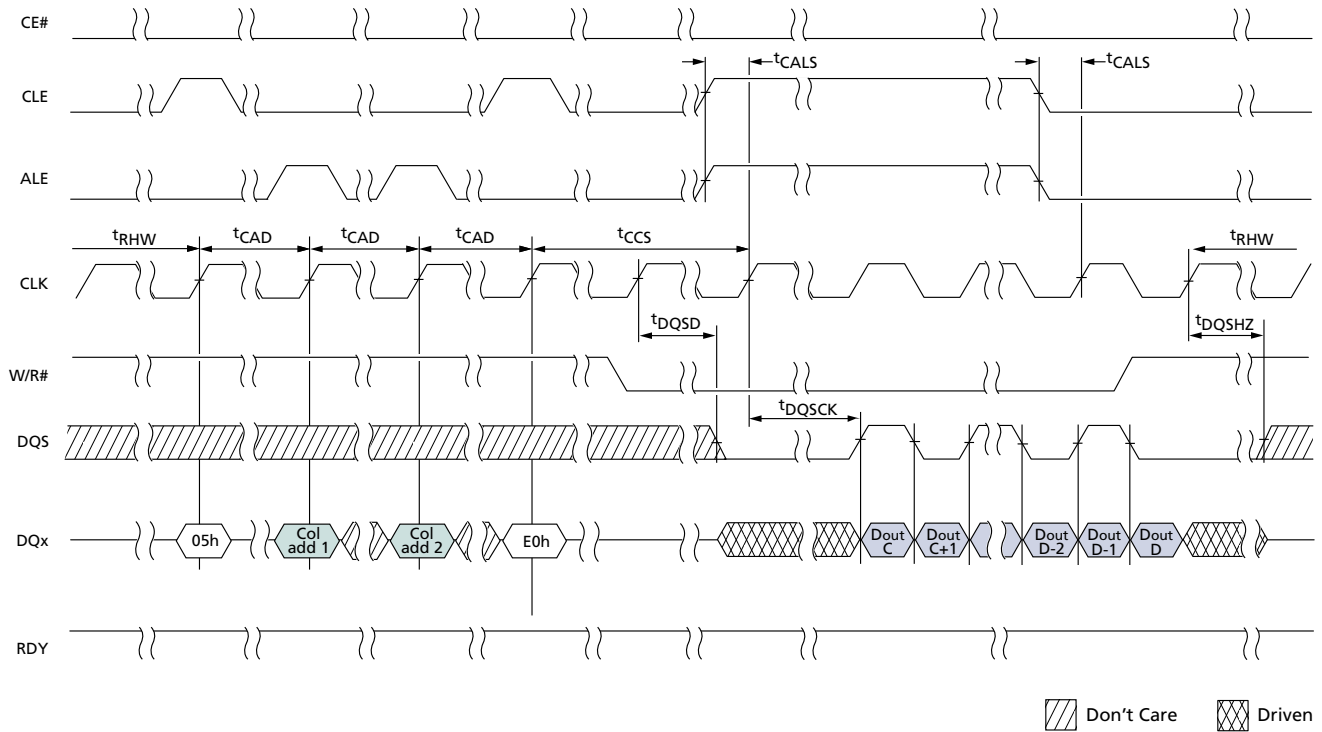 CE#
tCALS tCALS
CLE
ALE
tRHW tCAD tCAD tCAD tCCS tRHW
CLK
tDQSD tDQSHZ
W/R#
tDQSCK
DQS
DQx 05h Col add 1 Col add 2 E0h Dout C Dout C+1 Dout D-2 Dout D-1 Dout D
RDY
Don't Care Driven